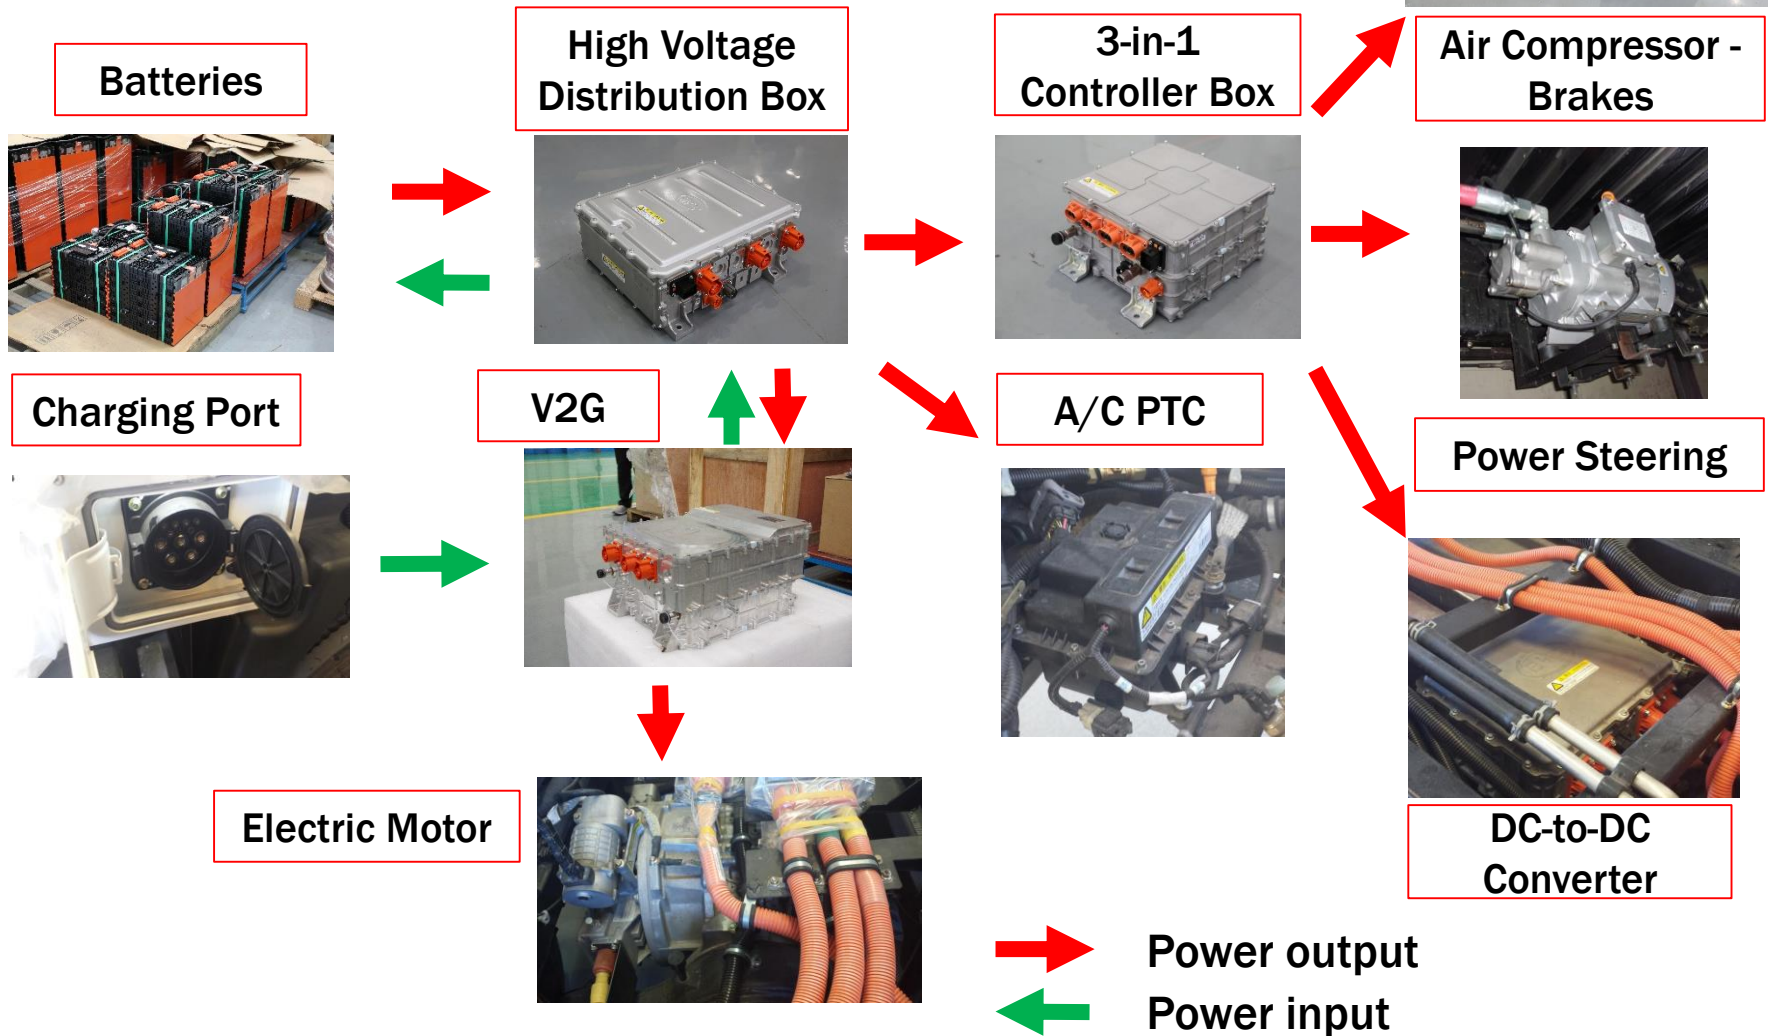 Batteries
High Voltage
Distribution Box
3-in-1
Controller Box
Air Compressor -
Brakes
Charging Port
V2G
A/C PTC
Power Steering
Electric Motor
DC-to-DC
Converter
Power output
Power input